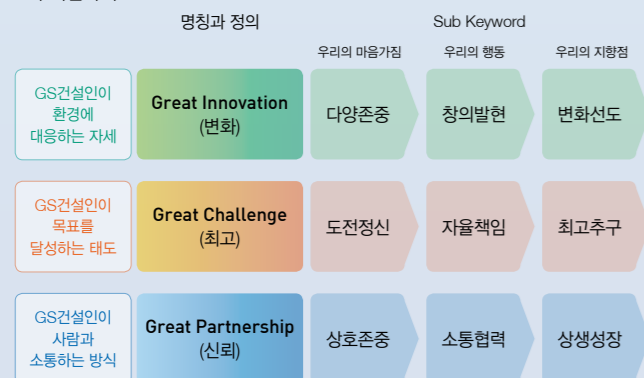 명칭과 정의
Sub Keyword
우리의 마음가짐
우리의 행동
우리의 지향점
GS건설인이
환경에
대응하는 자세
Great Innovation
(변화)
다양존중
창의발현
변화선도
GS건설인이
목표를
달성하는 태도
Great Challenge
(최고)
도전정신
자율책임
최고추구
GS건설인이
사람과
소통하는 방식
Great Partnership
(신뢰)
상호존중
소통협력
상생성장